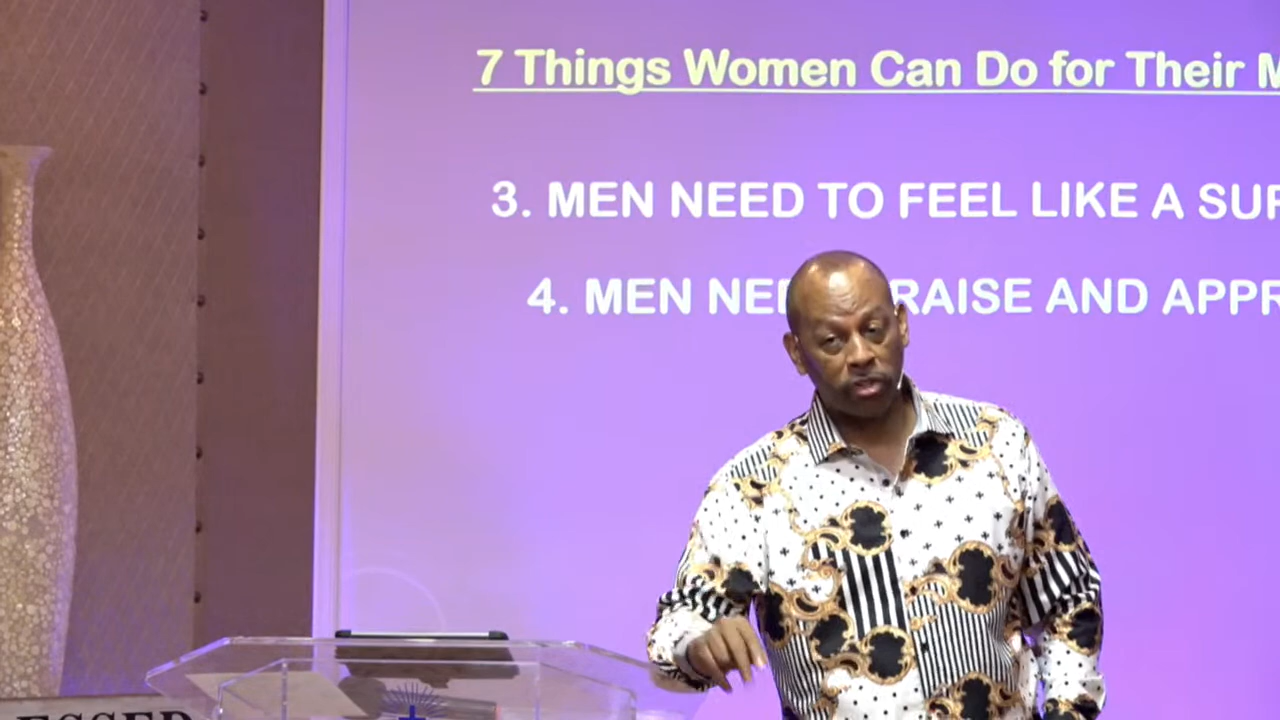 7 Things Women Can Do for Their
3. MEN NEED TO FEEL LIKE A
4. MEN AND